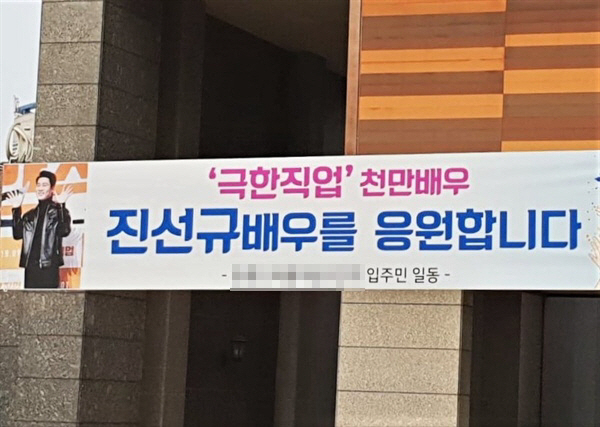 '극한직업' 천만배우
진선규배우를 응원합니다
- 입주민 일동 -